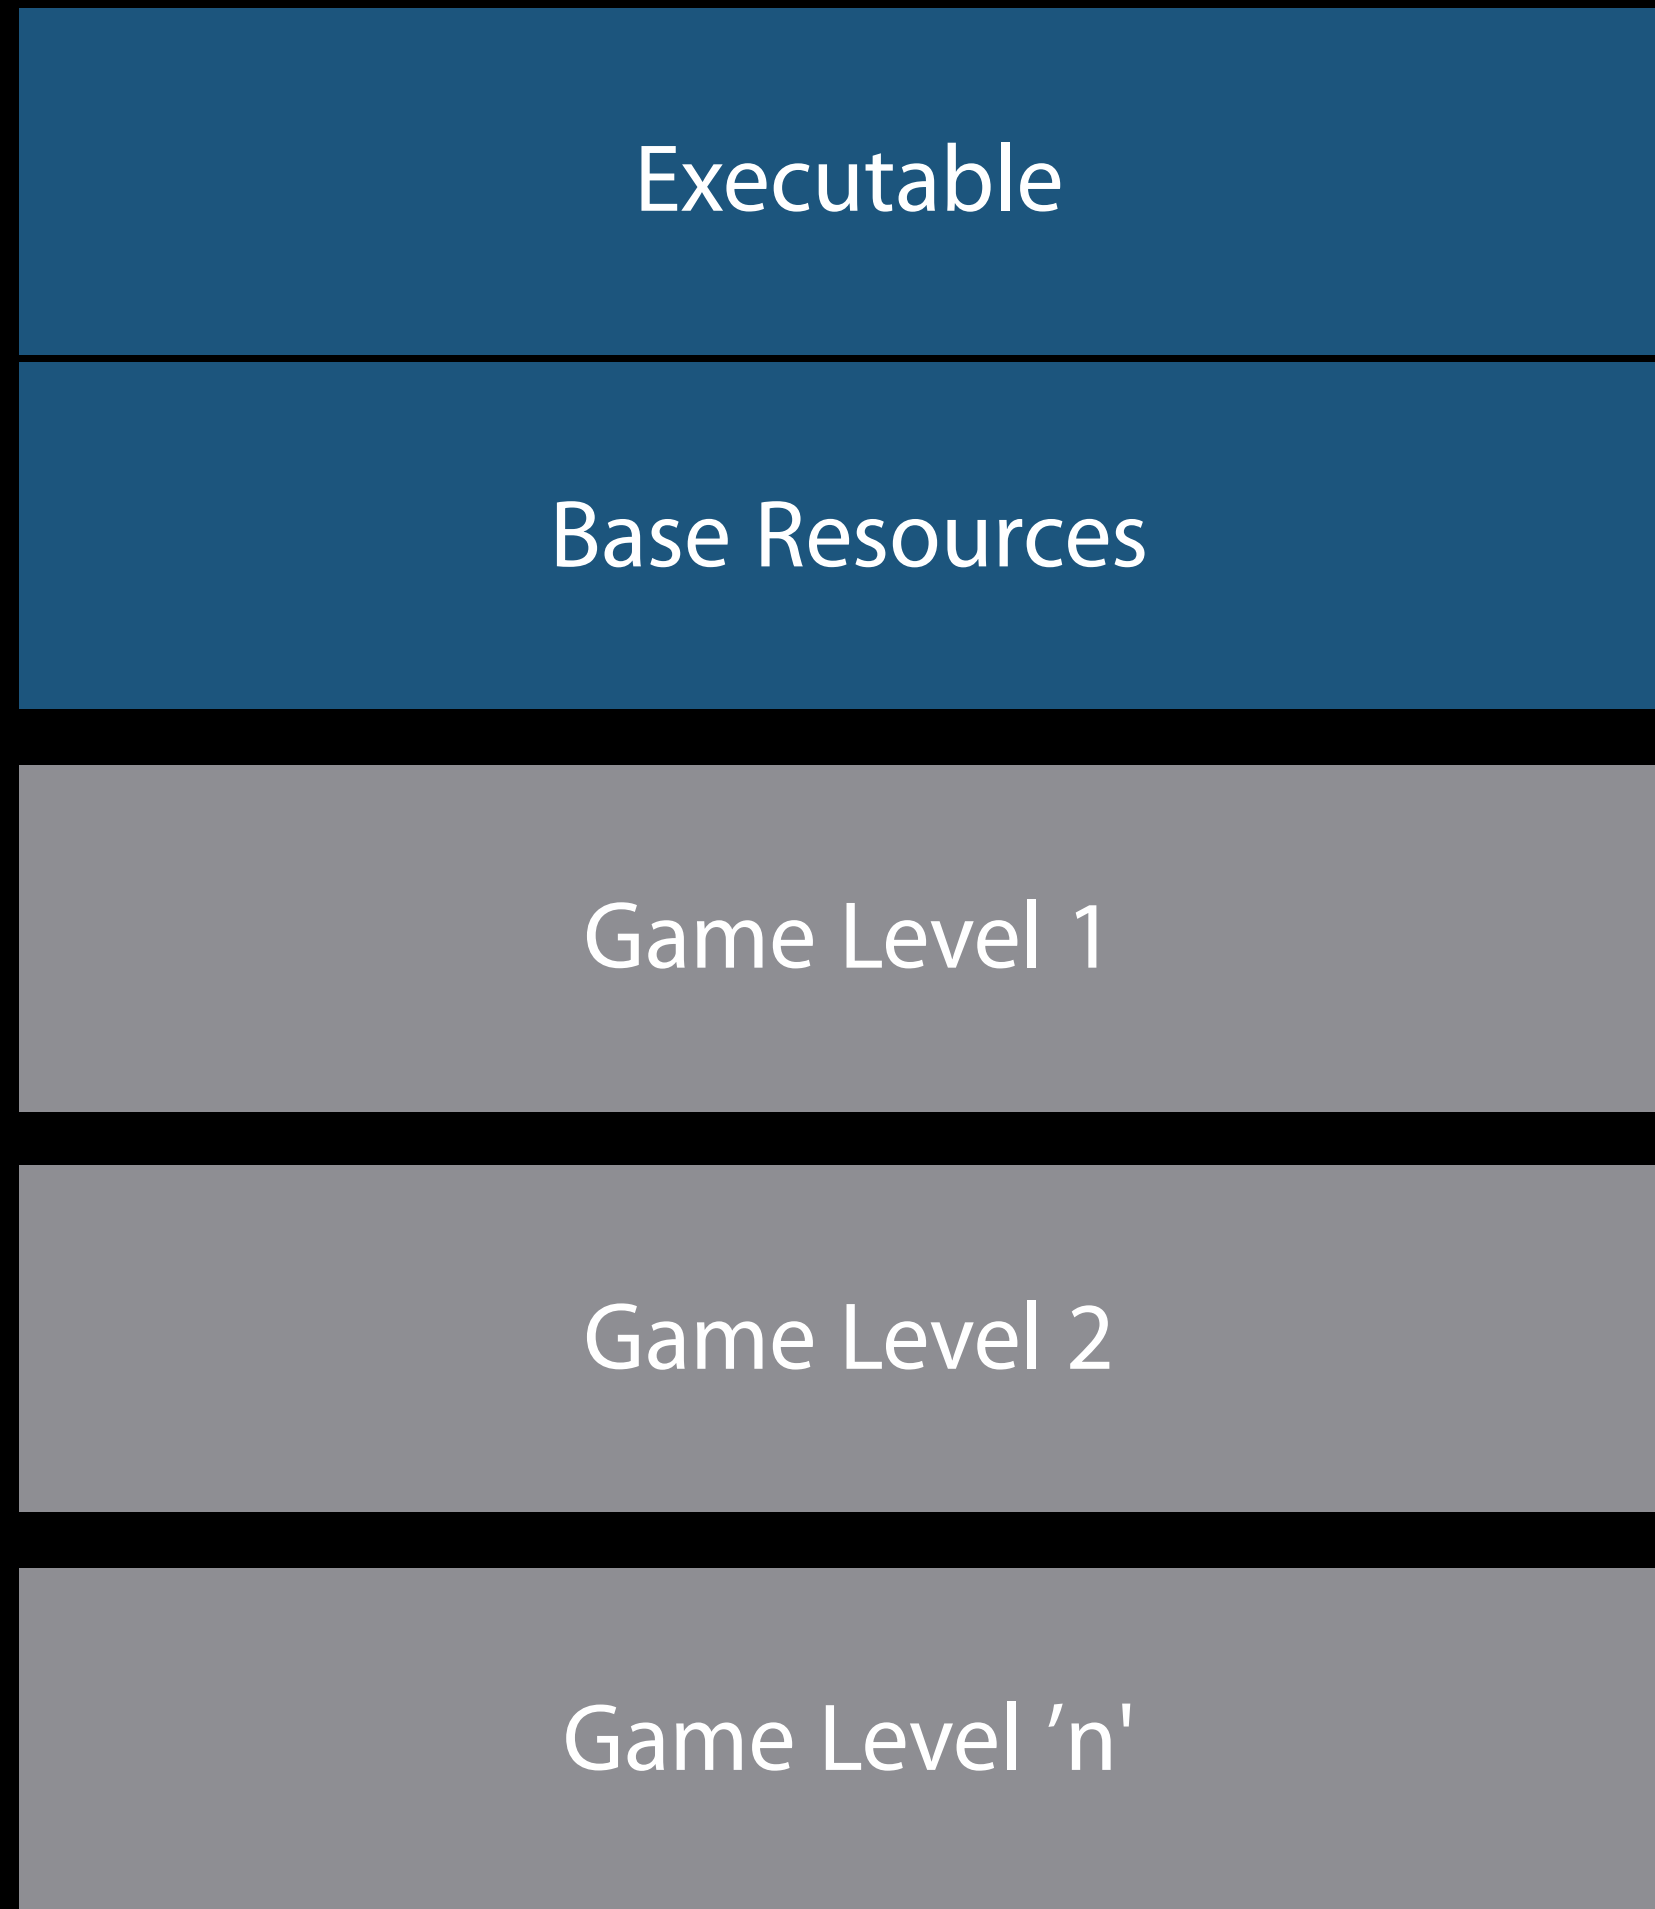 Executable
Base Resources
Game Level 1
Game Level 2
Game Level ’n'